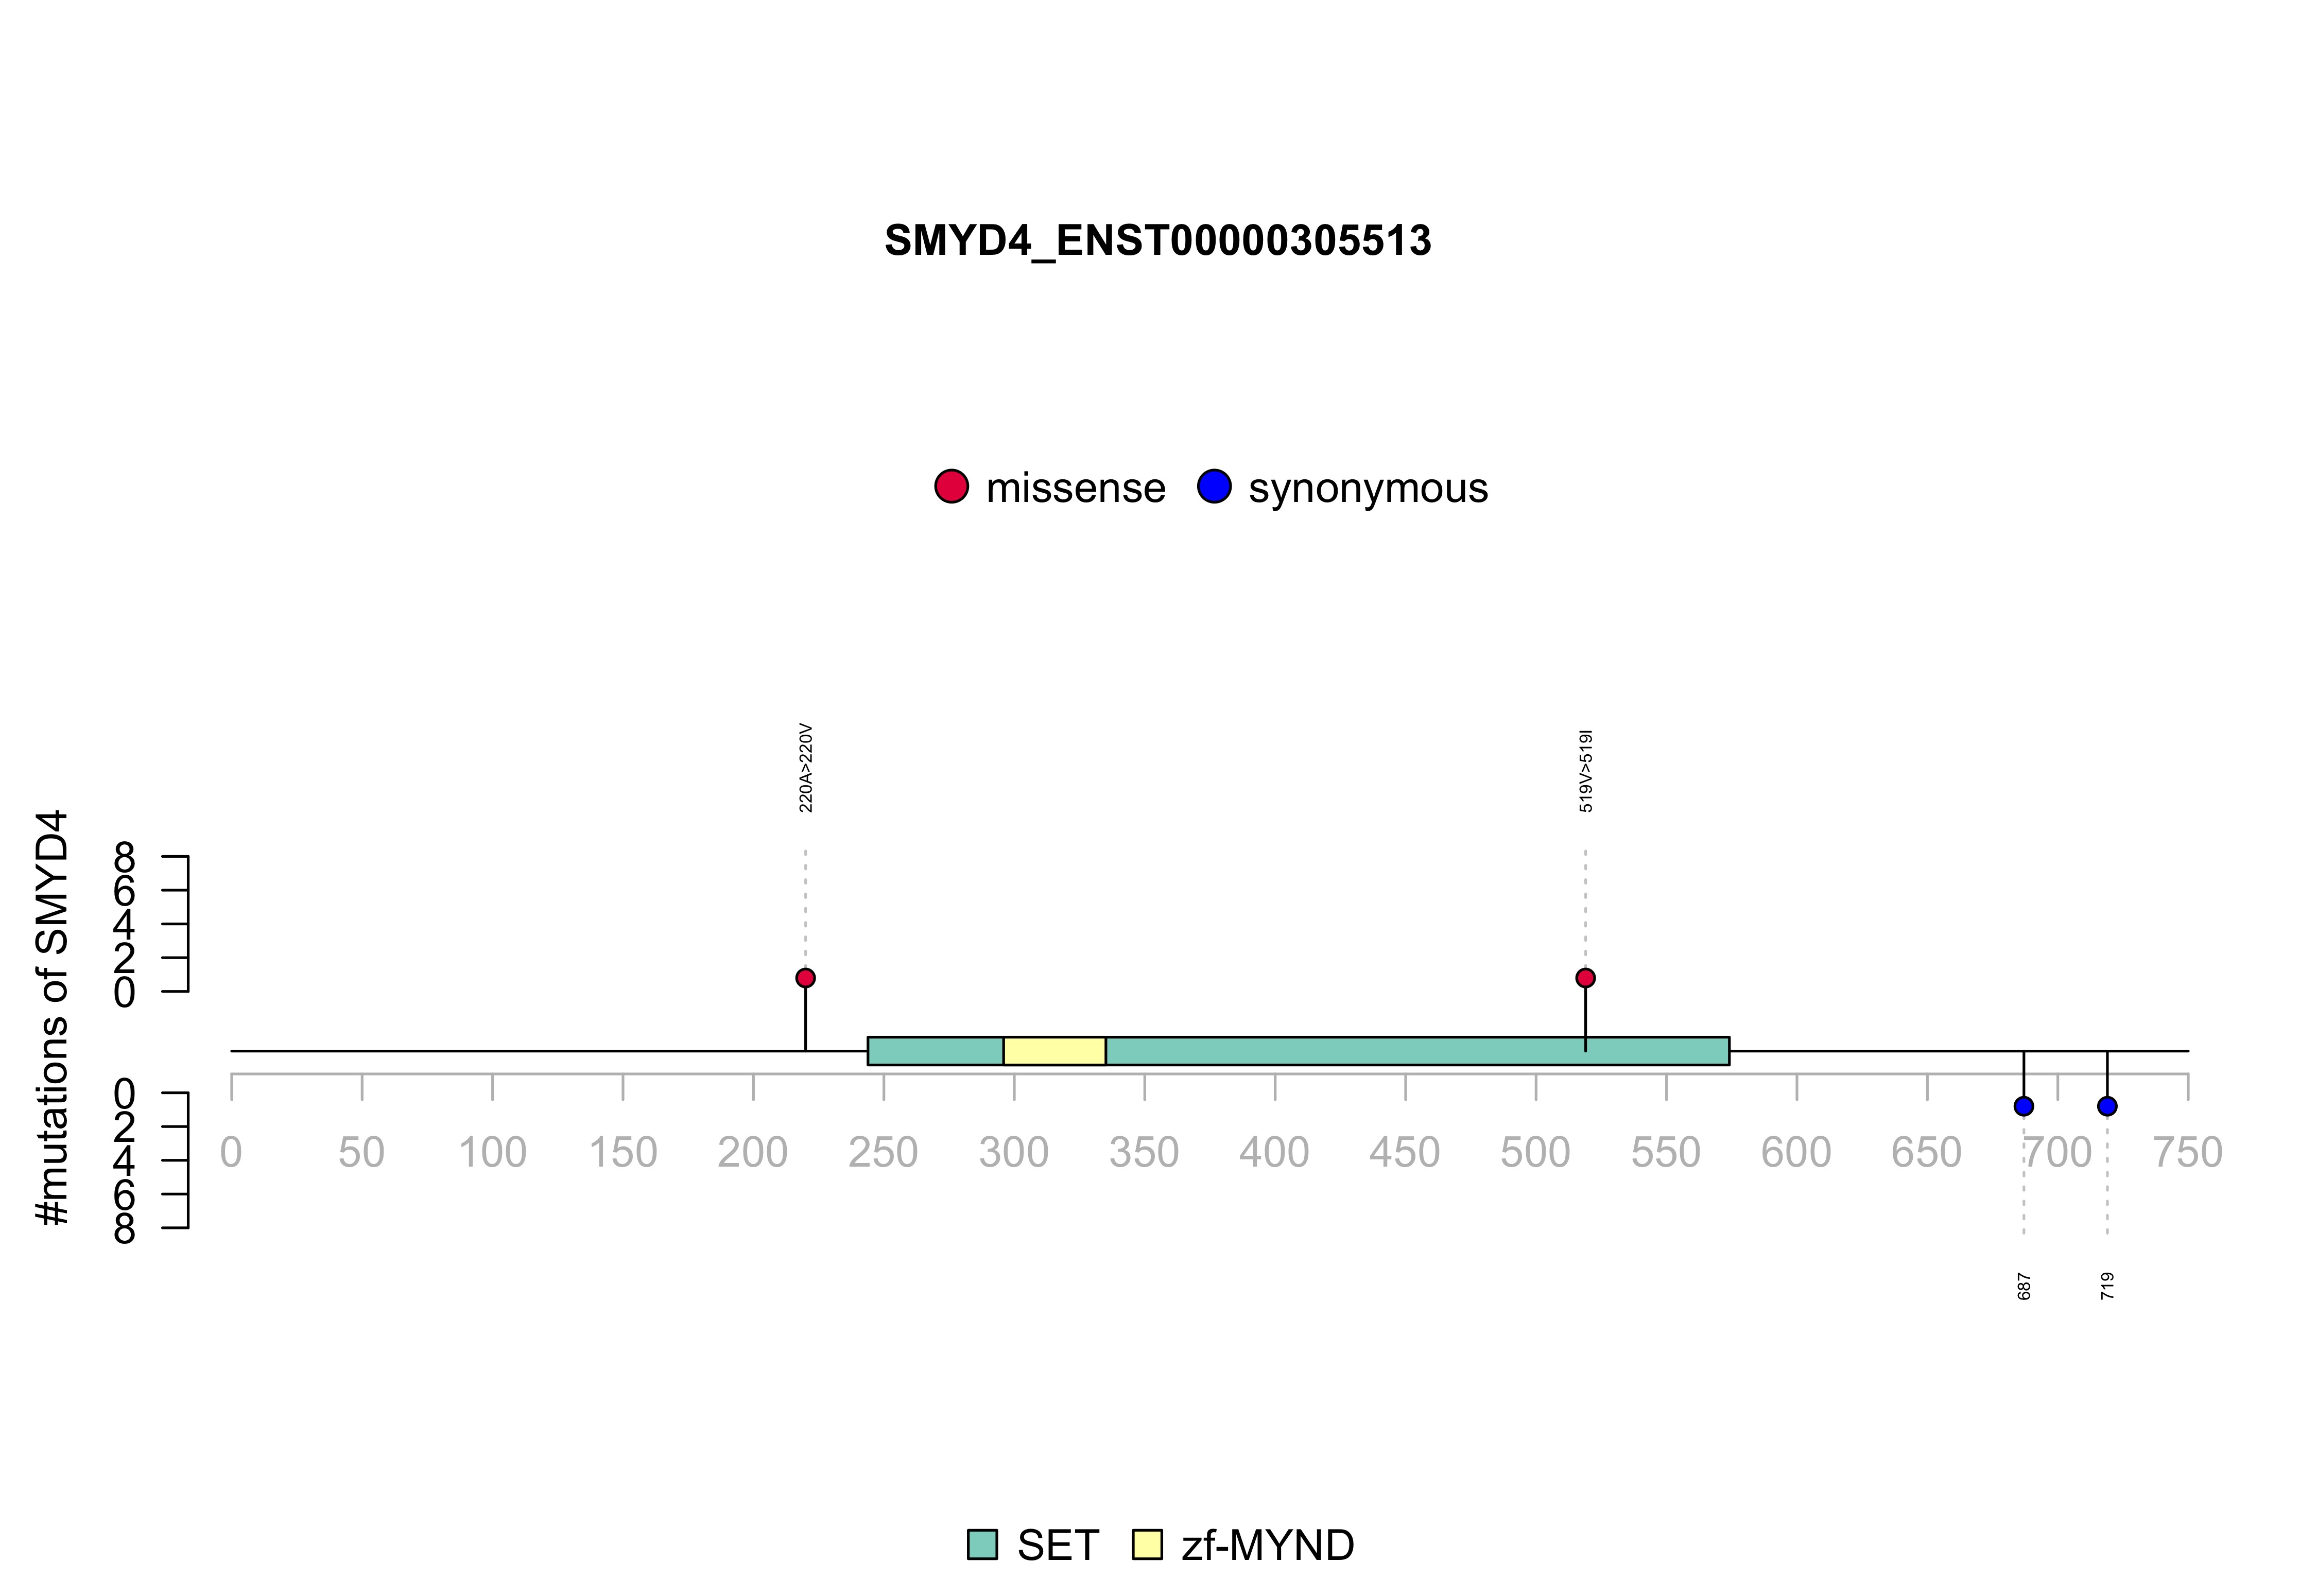 SMYD4_ENST00000305513
missense synonymous
220A>220V 519V>519I
#mutations of SMYD4
8
6
4
2
0
0
2
4
6
8
0 50 100 150 200 250 300 350 400 450 500 550 600 650 700 750
687 719
SET zf-MYND